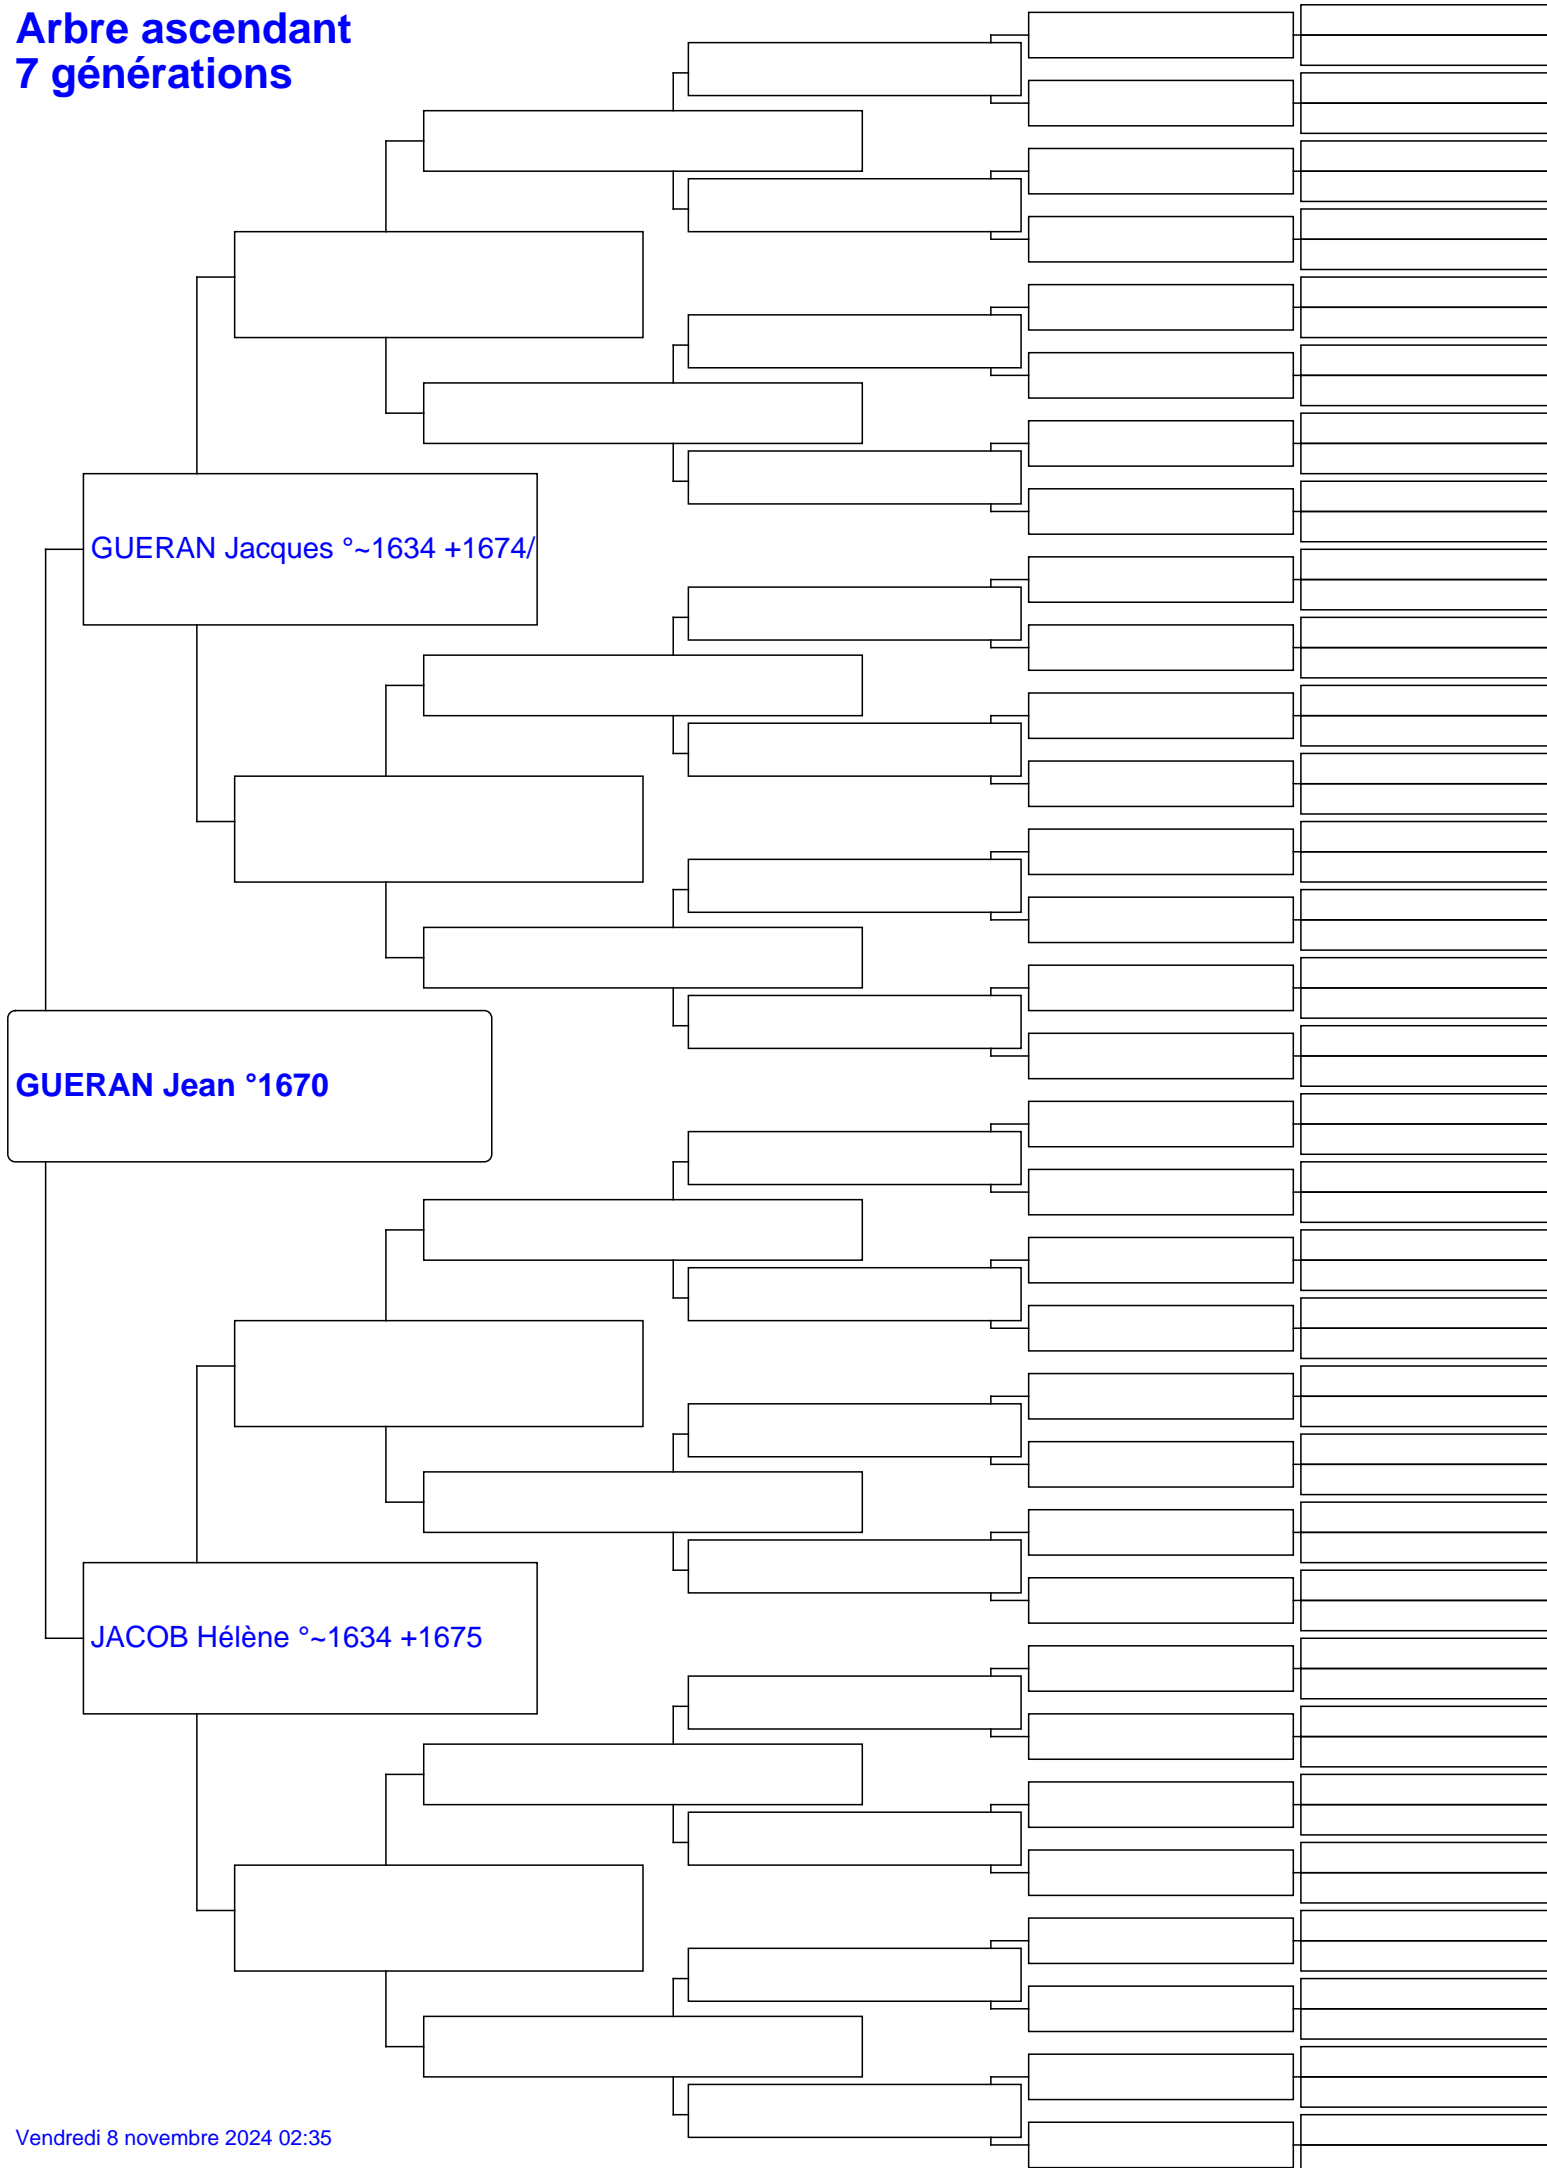 Arbre ascendant
7 générations
GUERAN Jacques °~1634 +1674/
GUERAN Jean °1670
JACOB Hélène °~1634 +1675
Vendredi 8 novembre 2024 02:35